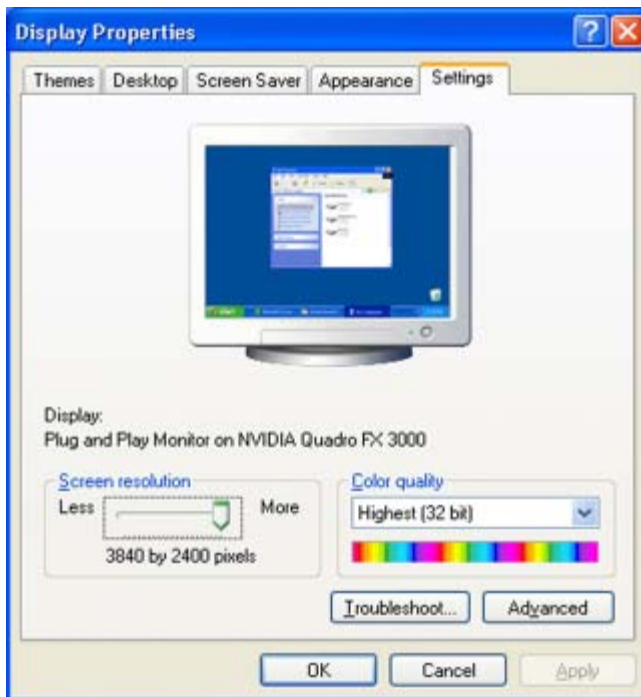 Display Properties
Themes Desktop Screen Saver Appearance Settings
Display:
Plug and Play Monitor on NVIDIA Quadro FX 3000
Screen resolution
Less More
3840 by 2400 pixels
Color quality
Highest (32 bit)
Troubleshoot... Advanced
OK Cancel Apply